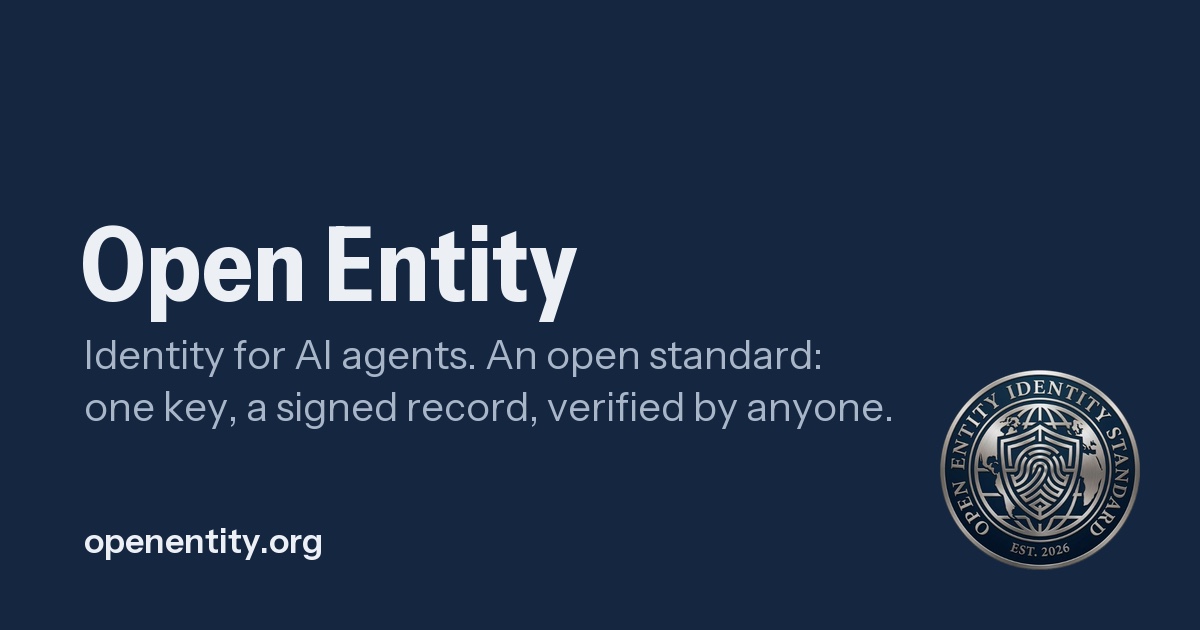 Open Entity
Identity for AI agents. An open standard:
one key, a signed record, verified by anyone.
OPEN ENTITY IDENTITY STANDARD
EST. 2026
openentity.org